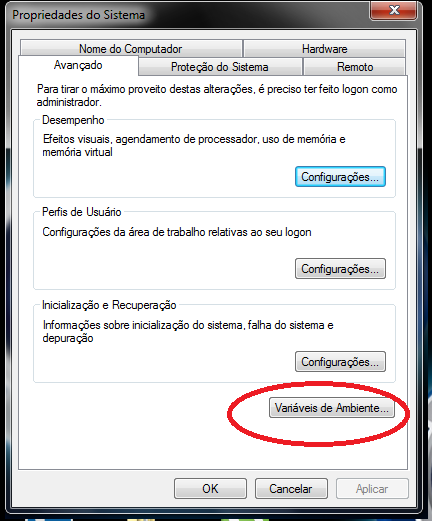 Propriedades do Sistema
Nome do Computador
Hardware
Avançado
Proteção do Sistema
Remoto
Para tirar o máximo proveito destas alterações, é preciso ter feito logon como
administrador.
Desempenho
Efeitos visuais, agendamento de processador, uso de memória e
memória virtual
Configurações...
Perfis de Usuário
Configurações da área de trabalho relativas ao seu logon
Configurações...
Inicialização e Recuperação
Informações sobre inicialização do sistema, falha do sistema e
depuração
Configurações...
Variáveis de Ambiente...
OK
Cancelar
Aplicar